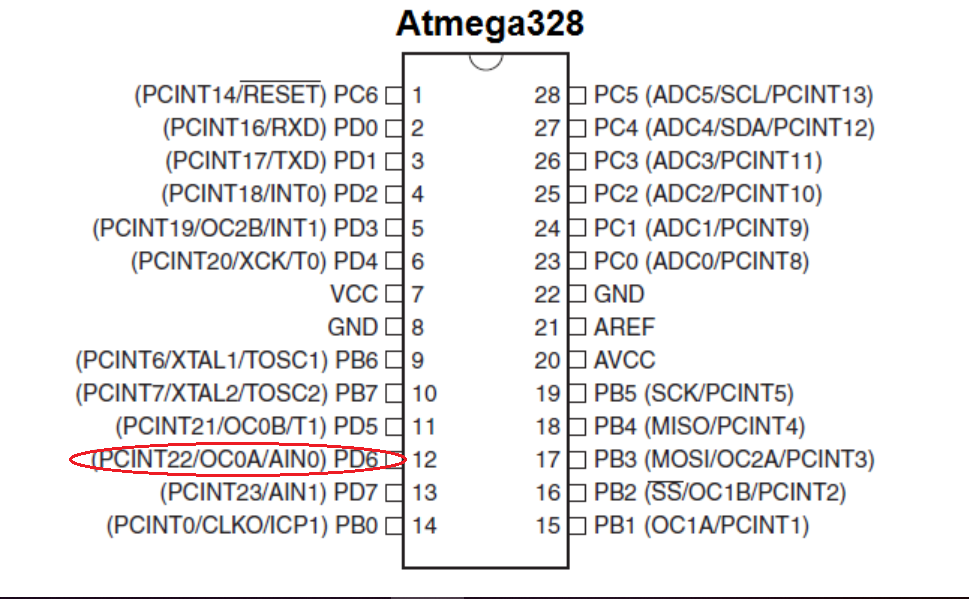 Atmega328
(PCINT14/RESET) PC6 1 28 PC5 (ADC5/SCL/PCINT13)
(PCINT16/RXD) PD0 2 27 PC4 (ADC4/SDA/PCINT12)
(PCINT17/TXD) PD1 3 26 PC3 (ADC3/PCINT11)
(PCINT18/INT0) PD2 4 25 PC2 (ADC2/PCINT10)
(PCINT19/OC2B/INT1) PD3 5 24 PC1 (ADC1/PCINT9)
(PCINT20/XCK/T0) PD4 6 23 PC0 (ADC0/PCINT8)
VCC 7 22 GND
GND 8 21 AREF
(PCINT6/XTAL1/TOSC1) PB6 9 20 AVCC
(PCINT7/XTAL2/TOSC2) PB7 10 19 PB5 (SCK/PCINT5)
(PCINT21/OC0B/T1) PD5 11 18 PB4 (MISO/PCINT4)
(PCINT22/OC0A/AIN0) PD6 12 17 PB3 (MOSI/OC2A/PCINT3)
(PCINT23/AIN1) PD7 13 16 PB2 (SS/OC1B/PCINT2)
(PCINT0/CLKO/ICP1) PB0 14 15 PB1 (OC1A/PCINT1)